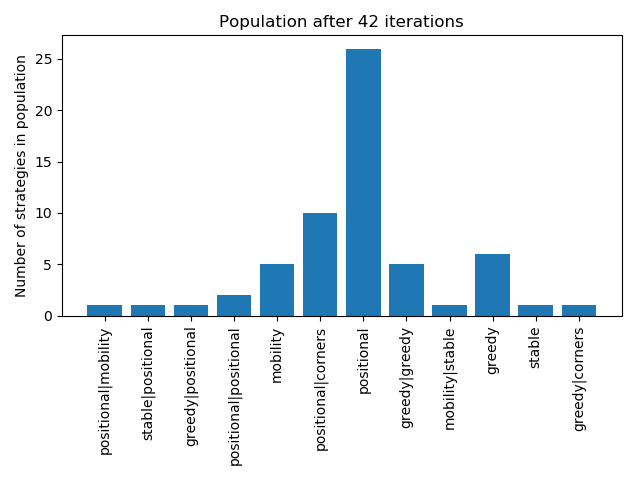 Population after 42 iterations
Number of strategies in population
25
20
15
10
5
0
positional|mobility
stable|positional
greedy|positional
positional|positional
mobility
positional|corners
positional
greedy|greedy
mobility|stable
greedy
stable
greedy|corners